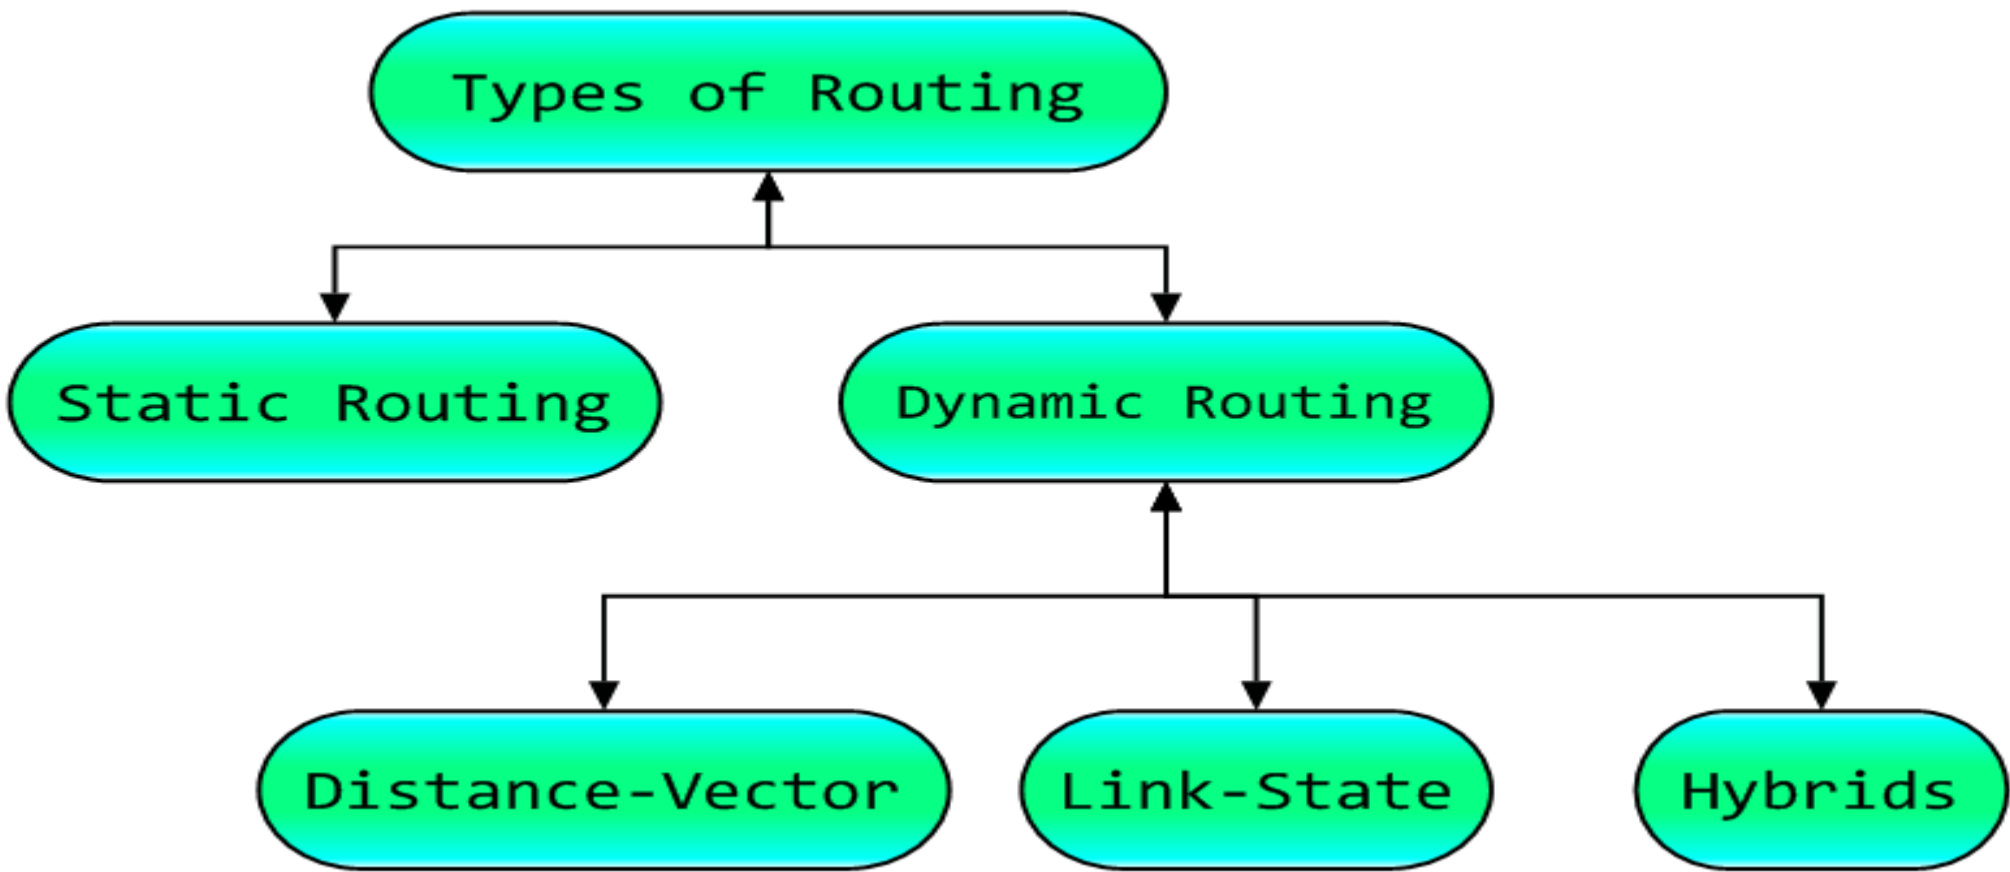 Types of Routing
Static Routing
Dynamic Routing
Distance-Vector
Link-State
Hybrids